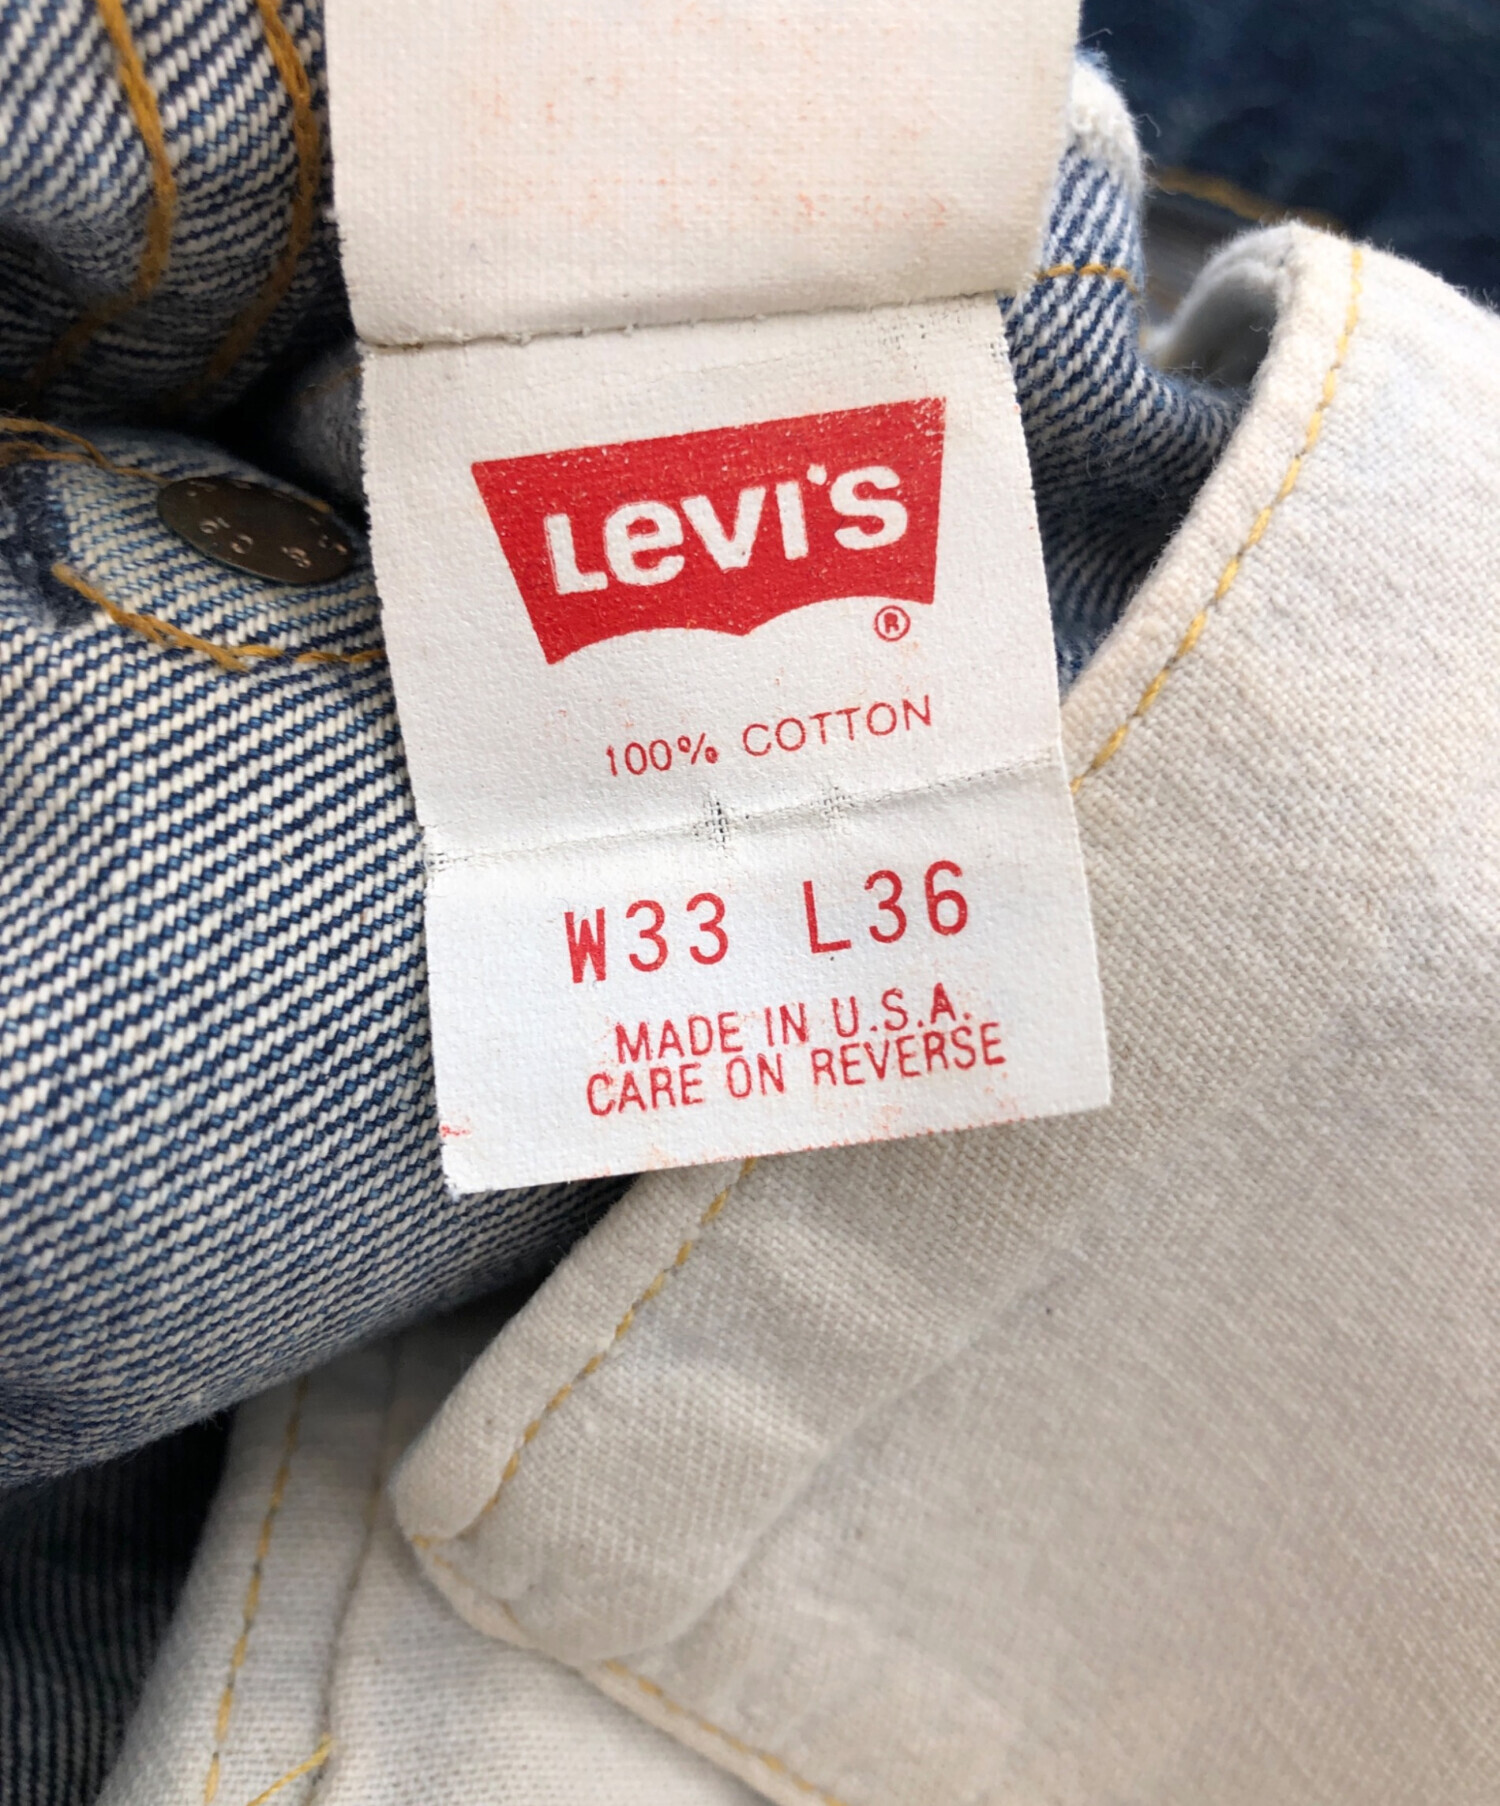 Levi's
®
100% COTTON
W33 L36
MADE IN U.S.A.
CARE ON REVERSE